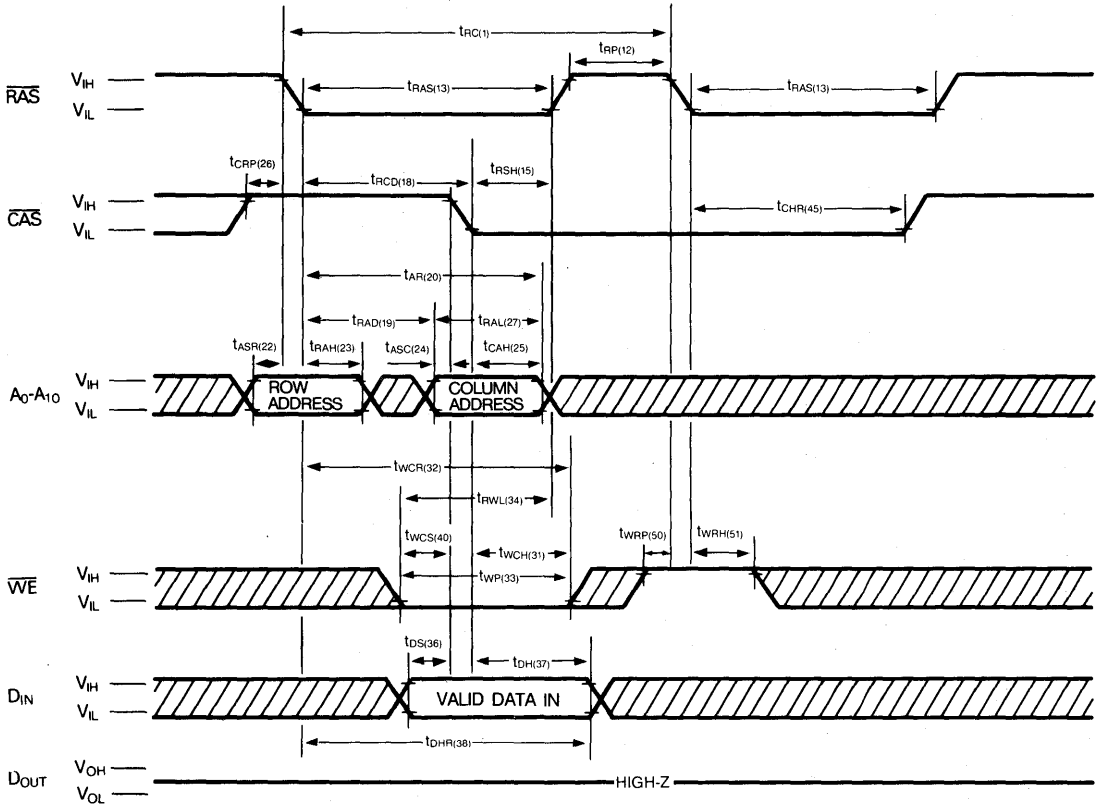 tRC(1)
tRP(12)
RAS VIH
VIL
tRAS(13)
tRAS(13)
tCRP(26)
tRCD(18)
tRSH(15)
CAS VIH
VIL
tCHR(45)
tAR(20)
tRAD(19)
tRAL(27)
tASR(22)
tRAH(23)
tASC(24)
tCAH(25)
A0-A10 VIH
VIL
ROW
ADDRESS
COLUMN
ADDRESS
tWCR(32)
tRWL(34)
tWCS(40)
tWCH(31)
tWRP(50)
tWRH(51)
tWP(33)
WE VIH
VIL
tDS(36)
tDH(37)
DIN VIH
VIL
VALID DATA IN
tDHR(38)
DOUT VOH
VOL
HIGH-Z